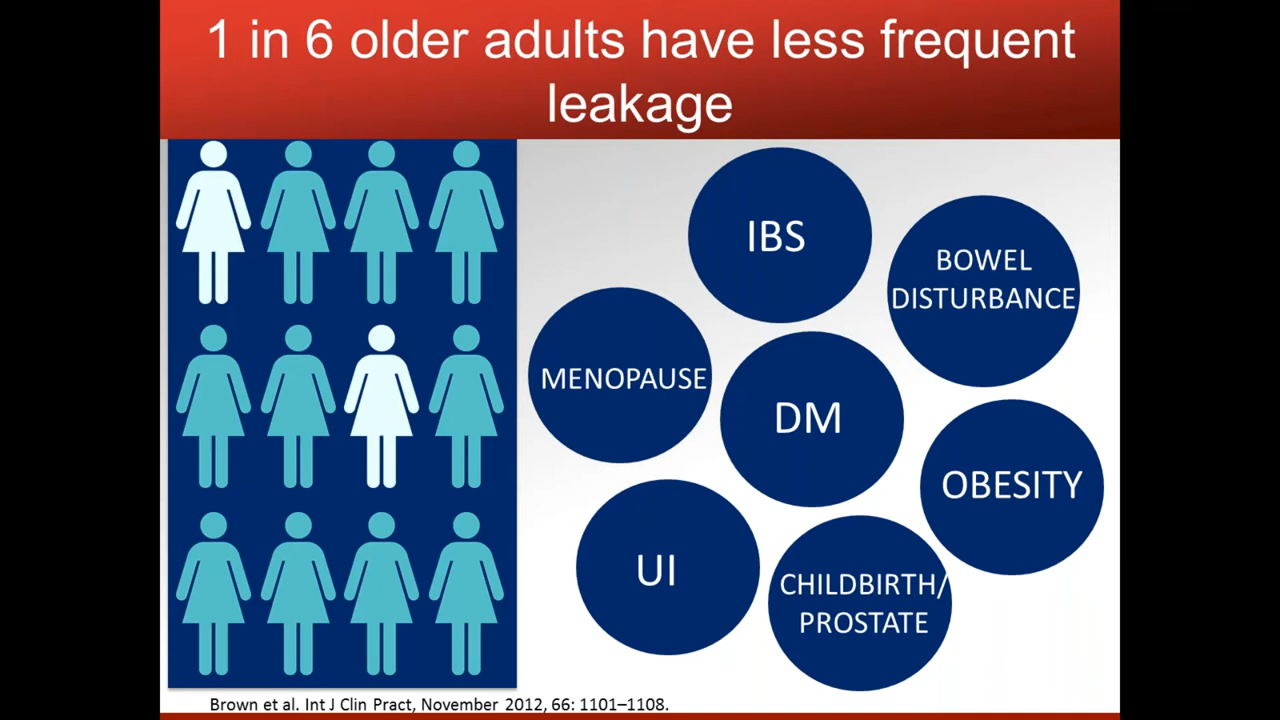 1 in 6 older adults have less frequent
leakage
IBS
BOWEL
DISTURBANCE
MENOPAUSE
DM
OBESITY
UI
CHILDBIRTH/
PROSTATE
Brown et al. Int J Clin Pract, November 2012, 66: 1101–1108.